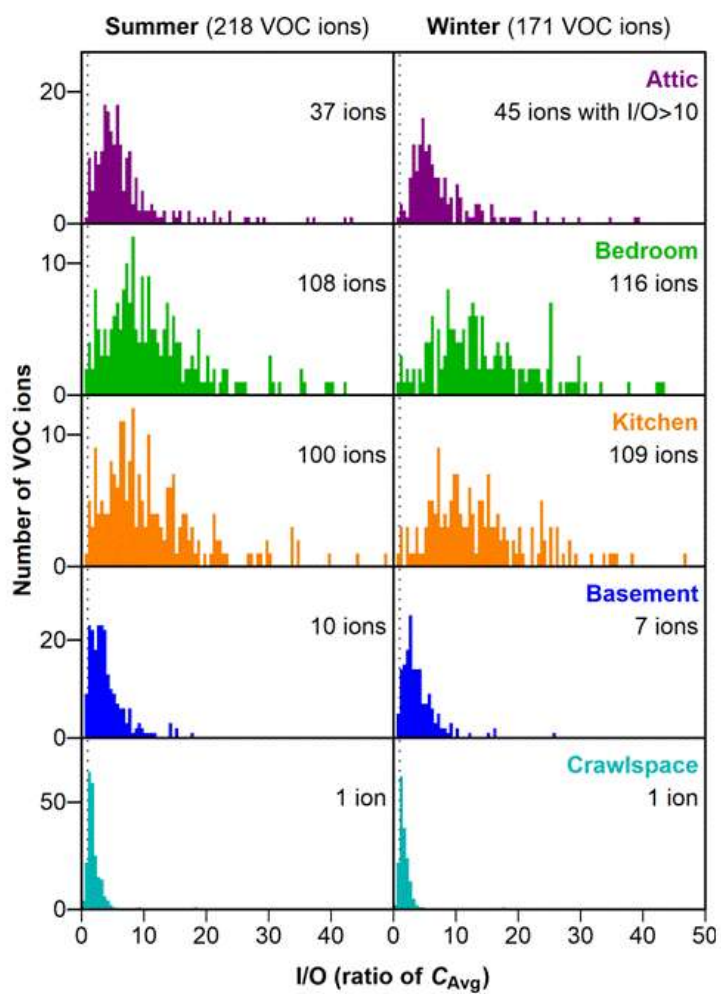 Summer (218 VOC ions)
Winter (171 VOC ions)
Number of VOC ions
20
0
37 ions
Attic
45 ions with I/O>10
10
0
108 ions
Bedroom
116 ions
10
0
100 ions
Kitchen
109 ions
20
0
10 ions
Basement
7 ions
50
0
1 ion
Crawlspace
1 ion
0 10 20 30 40 0 10 20 30 40 50
I/O (ratio of CAvg)